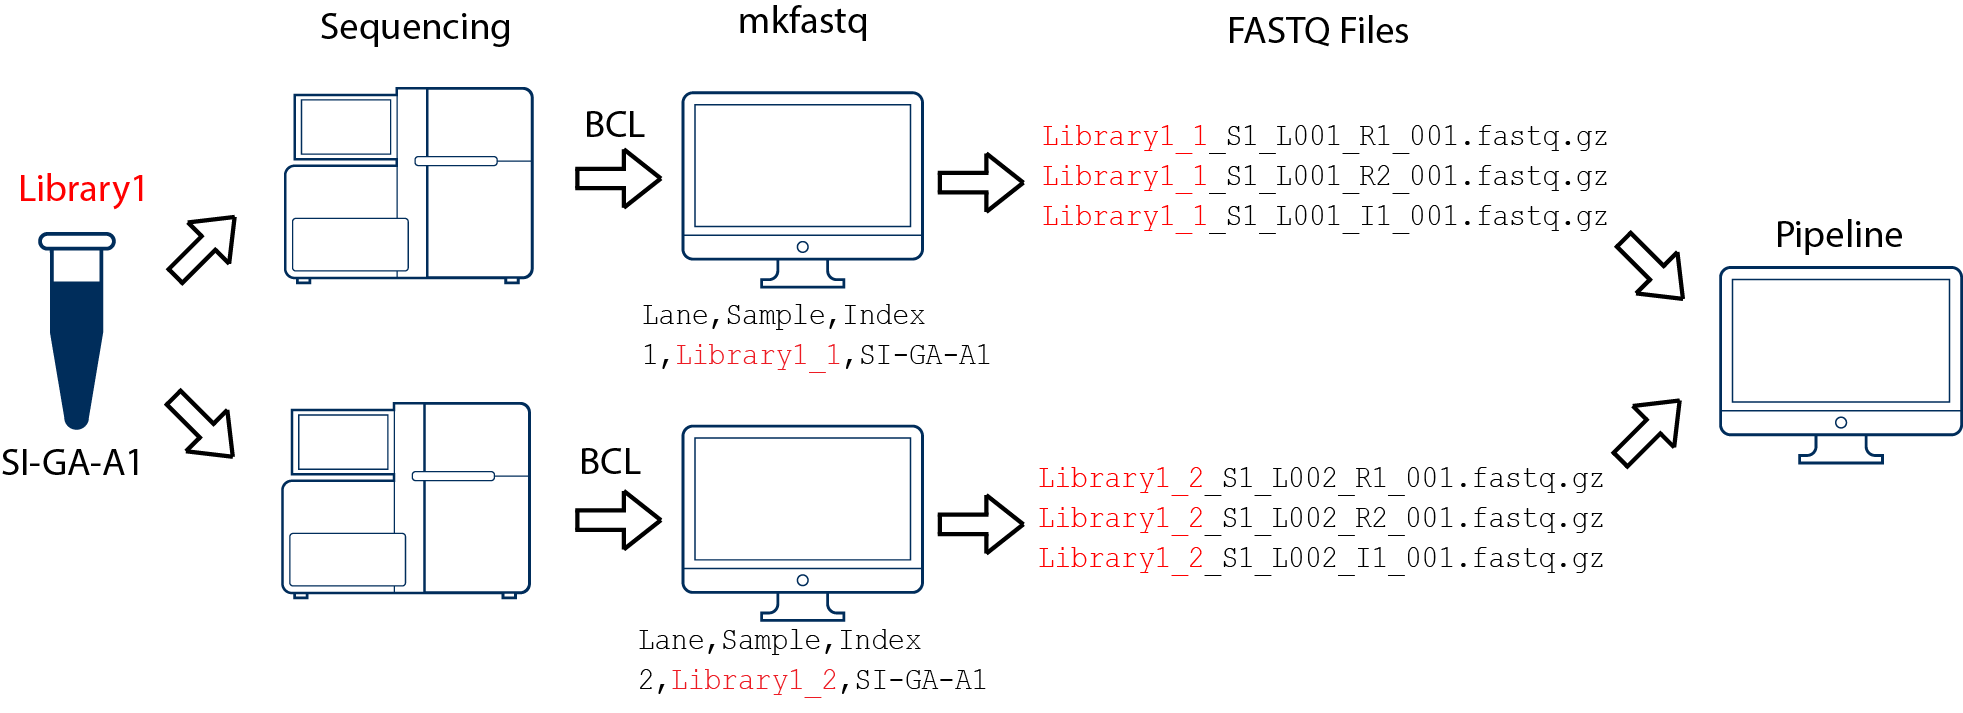 Sequencing
mkfastq
FASTQ Files
Library1
SI-GA-A1
BCL
Lane,Sample,Index
1,Library1_1,SI-GA-A1
Library1_1_S1_L001_R1_001.fastq.gz
Library1_1_S1_L001_R2_001.fastq.gz
Library1_1_S1_L001_I1_001.fastq.gz
BCL
Lane,Sample,Index
2,Library1_2,SI-GA-A1
Library1_2_S1_L002_R1_001.fastq.gz
Library1_2_S1_L002_R2_001.fastq.gz
Library1_2_S1_L002_I1_001.fastq.gz
Pipeline